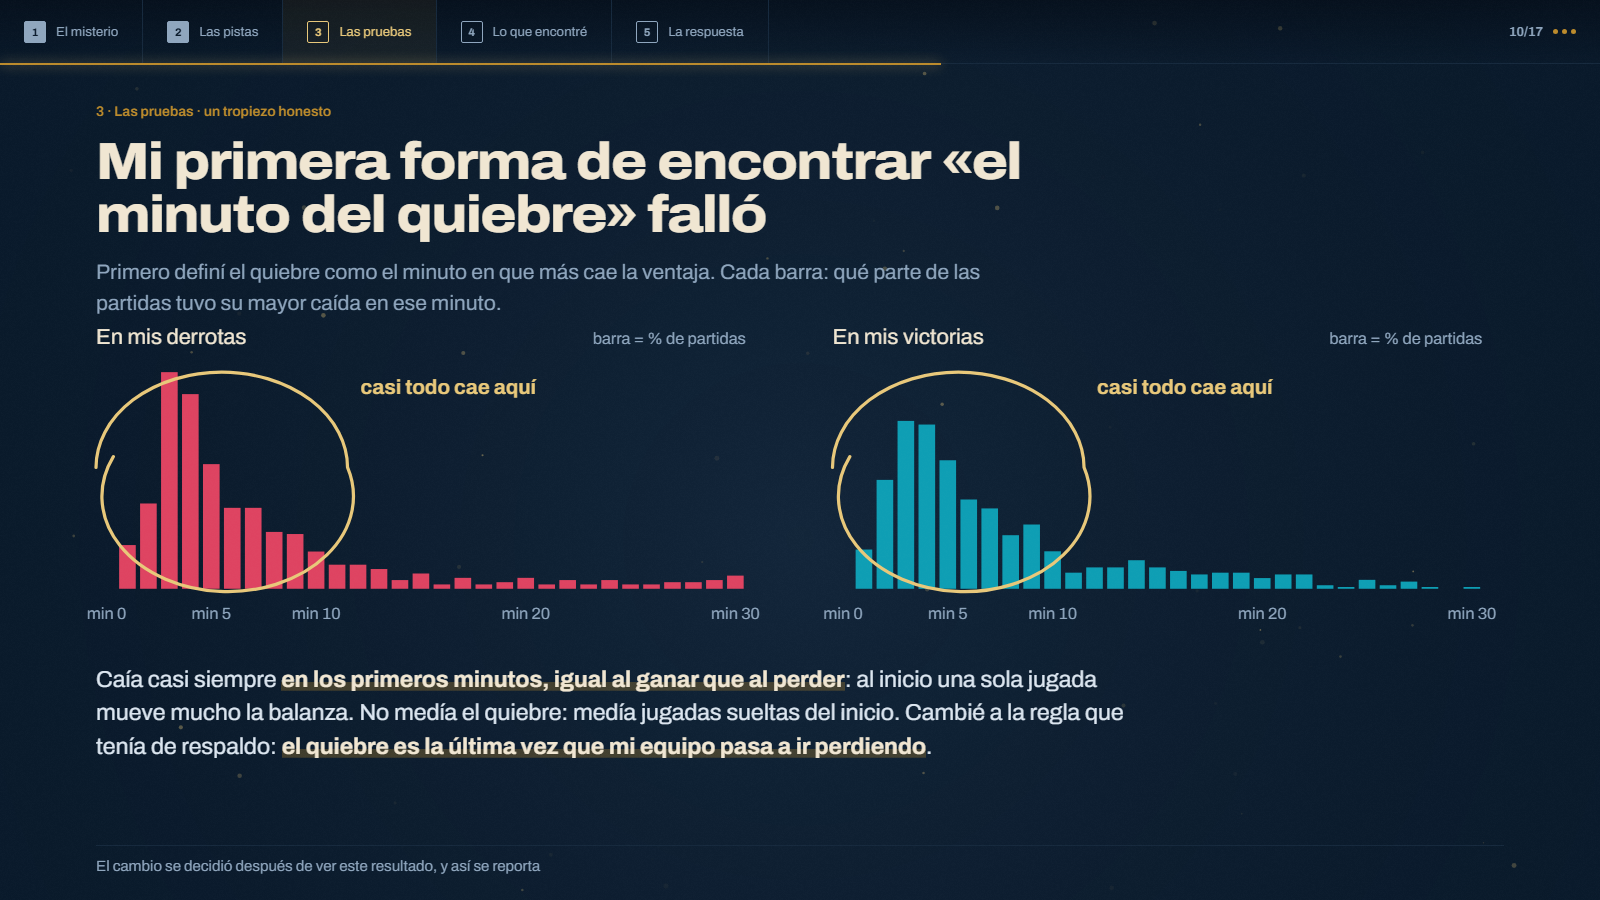 1 El misterio
2 Las pistas
3 Las pruebas
4 Lo que encontré
5 La respuesta
10/17
3 · Las pruebas · un tropiezo honesto
Mi primera forma de encontrar «el
minuto del quiebre» falló
Primero definí el quiebre como el minuto en que más cae la ventaja. Cada barra: qué parte de las
partidas tuvo su mayor caída en ese minuto.
En mis derrotas
barra = % de partidas
casi todo cae aquí
min 0 min 5 min 10 min 20 min 30
En mis victorias
barra = % de partidas
casi todo cae aquí
min 0 min 5 min 10 min 20 min 30
Caía casi siempre en los primeros minutos, igual al ganar que al perder: al inicio una sola jugada
mueve mucho la balanza. No medía el quiebre: medía jugadas sueltas del inicio. Cambié a la regla que
tenía de respaldo: el quiebre es la última vez que mi equipo pasa a ir perdiendo.
El cambio se decidió después de ver este resultado, y así se reporta